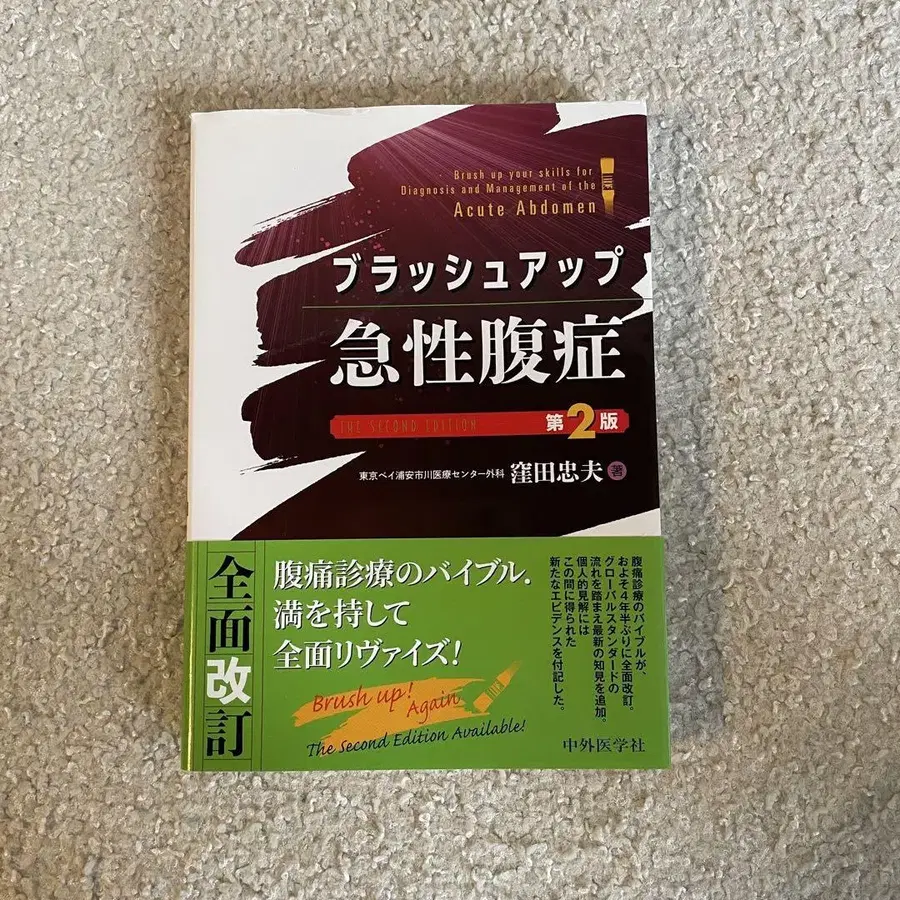 Brush up your skills for
Diagnosis and Management of the
Acute Abdomen
ブラッシュアップ
急性腹症
THE SECOND EDITION 第2版
東京ベイ浦安市川医療センター外科 窪田忠夫 著
全面改訂
腹痛診療のバイブル.
満を持して
全面リヴァイズ!
Brush up!
Again
The Second Edition Available!
腹痛診療のバイブルが、
およそ4年半ぶりに全面改訂。
グローバルスタンダードの
流れを踏まえ最新の知見を追加。
個人的見解には
この間に得られた
新たなエビデンスを付記した。
中外医学社